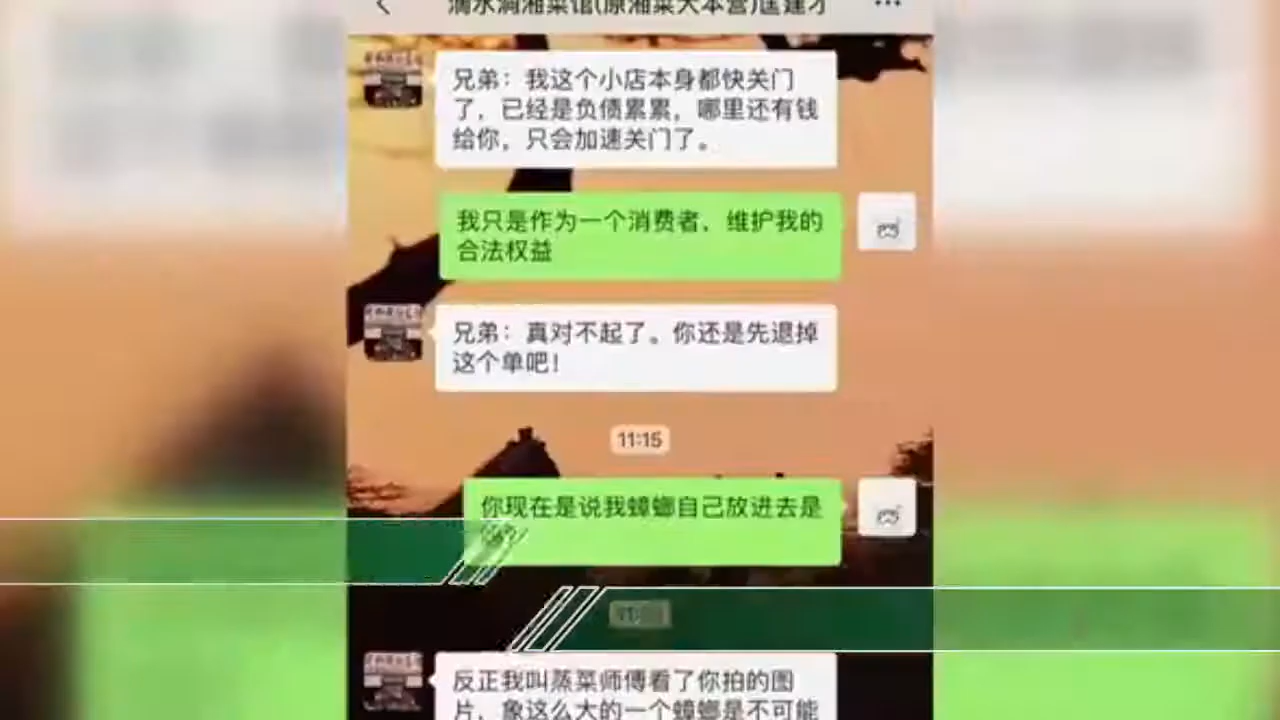 滴水洞湘菜馆(原湘菜大本营)匡建才
兄弟：我这个小店本身都快关门
了，已经是负债累累，哪里还有钱
给你，只会加速关门了。
我只是作为一个消费者、维护我的
合法权益
兄弟：真对不起了。你还是先退掉
这个单吧！
11:15
你现在是说我蟑螂自己放进去是
反正我叫蒸菜师傅看了你拍的图
片，象这么大的一个蟑螂是不可能